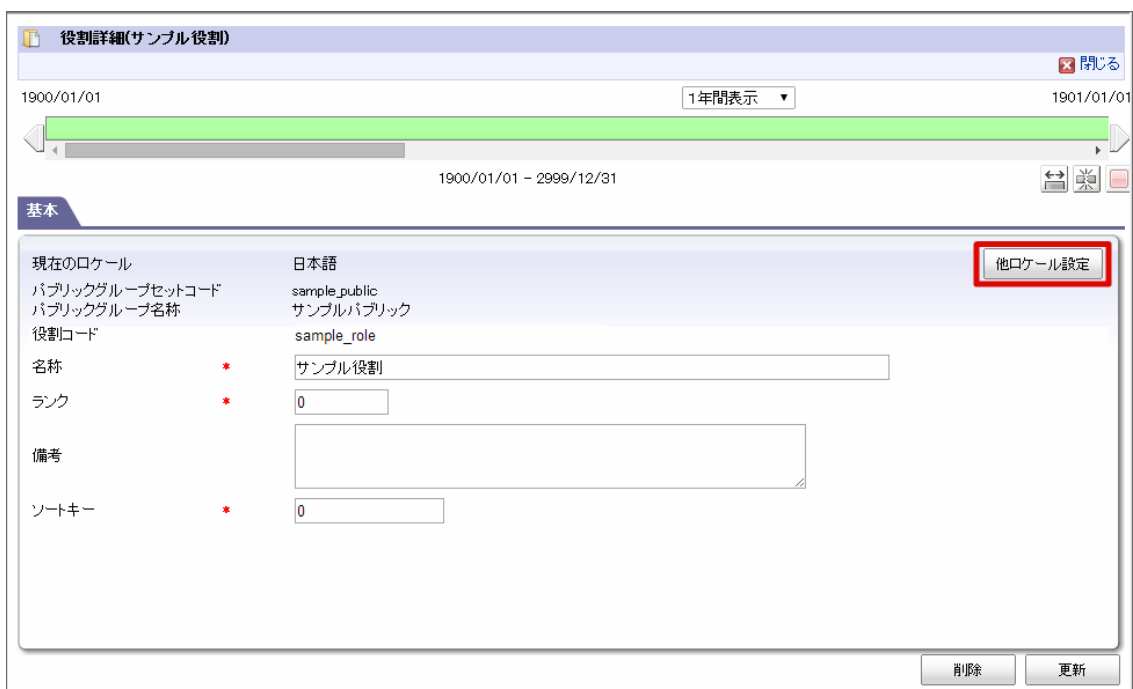 役割詳細(サンプル役割)
閉じる
1900/01/01 1年間表示 1901/01/01
1900/01/01 - 2999/12/31
基本
現在のロケール 日本語 他ロケール設定
パブリックグループセットコード sample_public
パブリックグループ名称 サンプルパブリック
役割コード sample_role
名称 * サンプル役割
ランク * 0
備考
ソートキー * 0
削除 更新